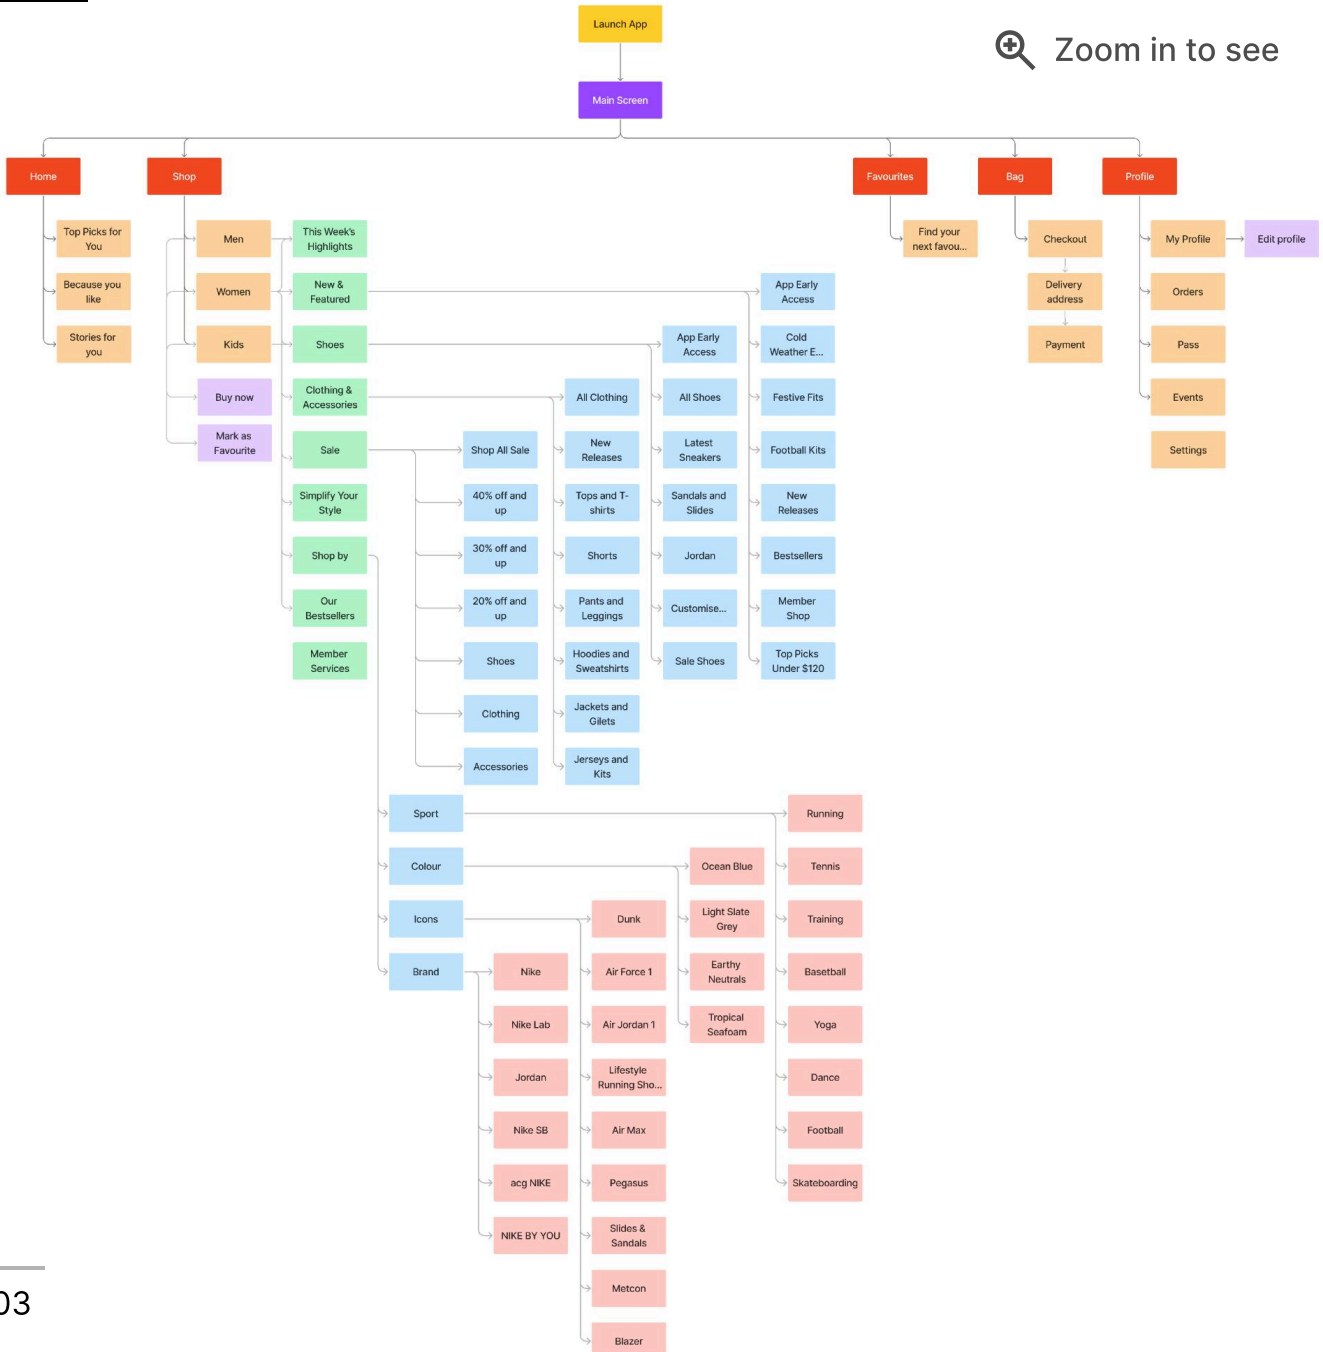 Launch App
Zoom in to see
Main Screen
Home
Shop
Favourites
Bag
Profile
Top Picks for
You
Because you
like
Stories for
you
Men
Women
Kids
Buy now
Mark as
Favourite
This Week's
Highlights
New &
Featured
Shoes
Clothing &
Accessories
Sale
Simplify Your
Style
Shop by
Our
Bestsellers
Member
Services
Shop All Sale
40% off and
up
30% off and
up
20% off and
up
Shoes
Clothing
Accessories
All Clothing
New
Releases
Tops and T-
shirts
Shorts
Pants and
Leggings
Hoodies and
Sweatshirts
Jackets and
Gilets
Jerseys and
Kits
App Early
Access
All Shoes
Latest
Sneakers
Sandals and
Slides
Jordan
Customise...
Sale Shoes
App Early
Access
Cold
Weather E...
Festive Fits
Football Kits
New
Releases
Bestsellers
Member
Shop
Top Picks
Under $120
Find your
next favou...
Checkout
Delivery
address
Payment
My Profile
Edit profile
Orders
Pass
Events
Settings
Sport
Colour
Icons
Brand
Nike
Nike Lab
Jordan
Nike SB
acg NIKE
NIKE BY YOU
Dunk
Air Force 1
Air Jordan 1
Lifestyle
Running Sho...
Air Max
Pegasus
Slides &
Sandals
Metcon
Blazer
Ocean Blue
Light Slate
Grey
Earthy
Neutrals
Tropical
Seafoam
Running
Tennis
Training
Basetball
Yoga
Dance
Football
Skateboarding
03